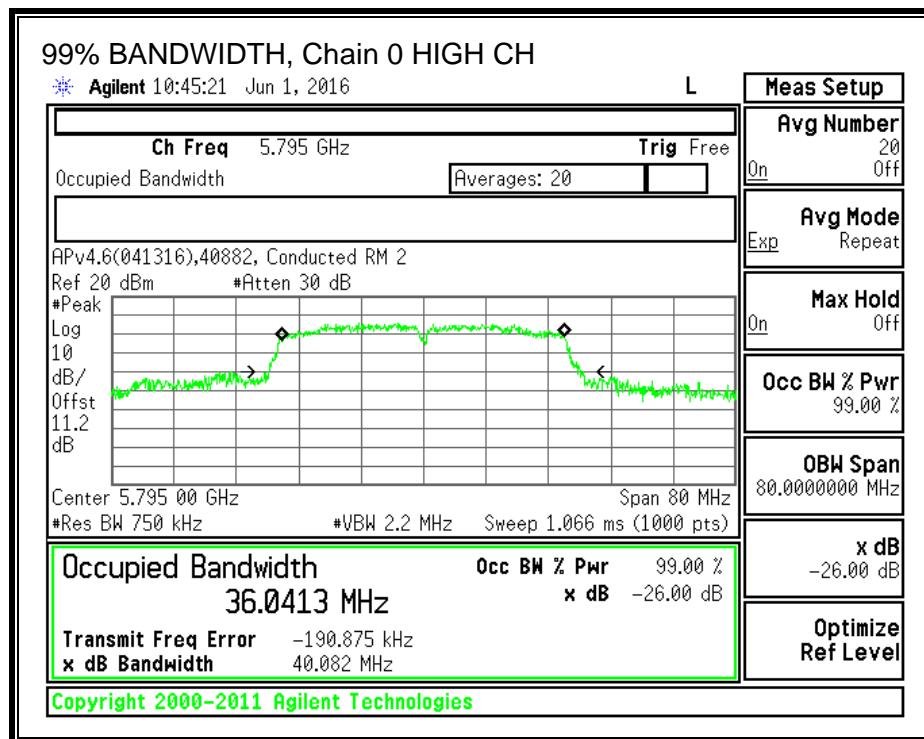 99% BANDWIDTH, Chain 0 HIGH CH
Agilent 10:45:21 Jun 1, 2016 L
Ch Freq 5.795 GHz Trig Free
Occupied Bandwidth Averages: 20
APv4.6(041316),40882, Conducted RM 2
Ref 20 dBm #Atten 30 dB
#Peak
Log
10
dB/
Offst
11.2
dB
Center 5.795 00 GHz Span 80 MHz
#Res BW 750 kHz #VBW 2.2 MHz Sweep 1.066 ms (1000 pts)
Occupied Bandwidth Occ BW % Pwr 99.00 %
36.0413 MHz x dB -26.00 dB
Transmit Freq Error -190.875 kHz
x dB Bandwidth 40.082 MHz
Copyright 2000-2011 Agilent Technologies
Meas Setup
Avg Number
20
On Off
Avg Mode
Exp Repeat
Max Hold
On Off
Occ BW % Pwr
99.00 %
OBW Span
80.0000000 MHz
x dB
-26.00 dB
Optimize
Ref Level